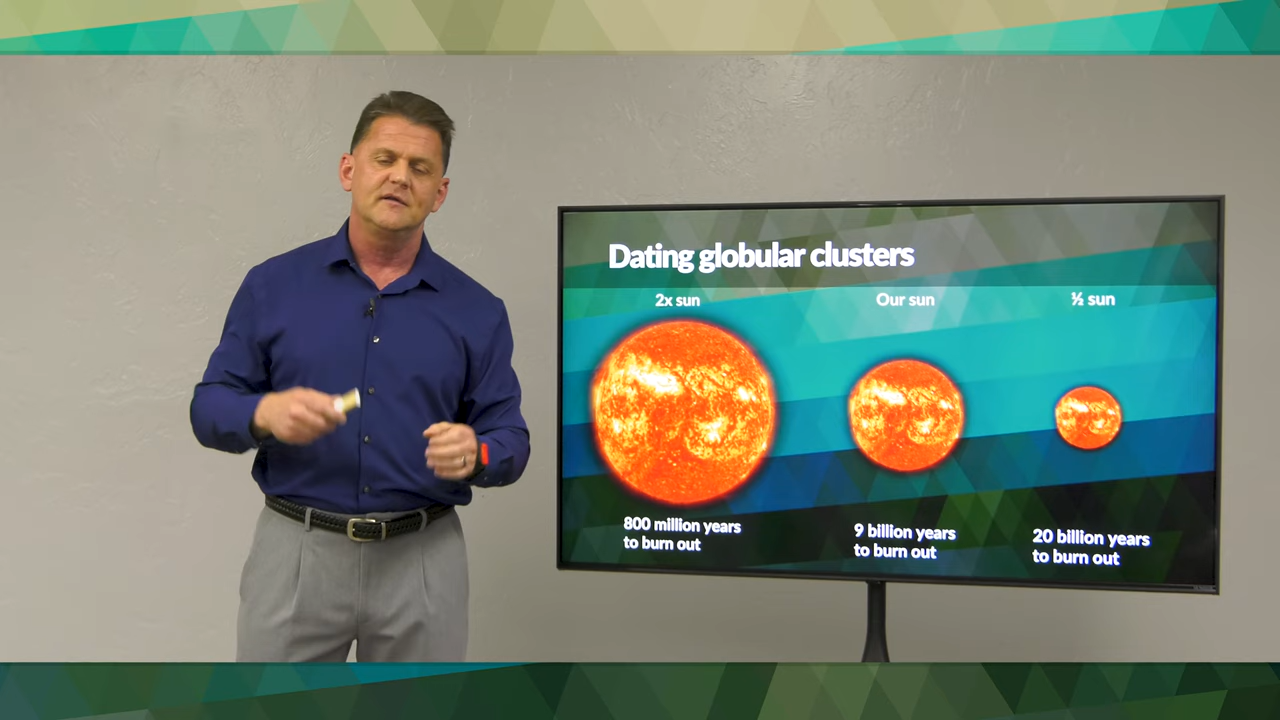 Dating globular clusters
2x sun
Our sun
½ sun
800 million years
to burn out
9 billion years
to burn out
20 billion years
to burn out